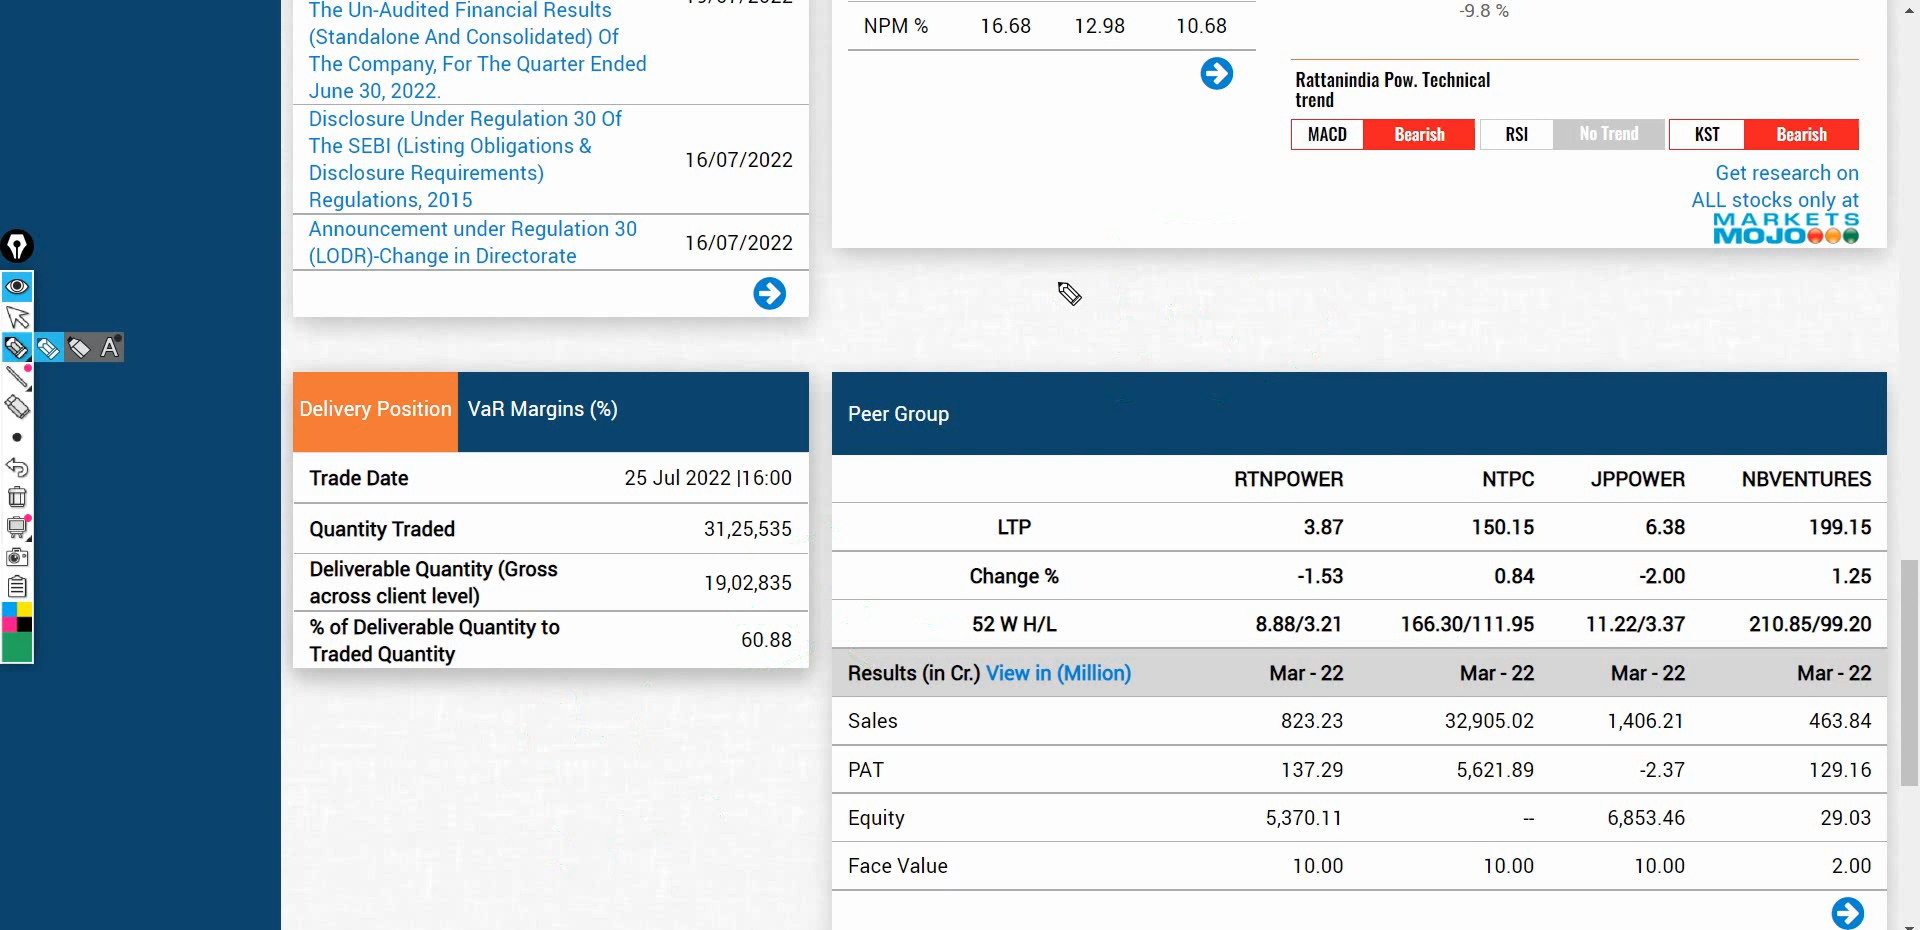 The Un-Audited Financial Results
(Standalone And Consolidated) Of
The Company, For The Quarter Ended
June 30, 2022.
Disclosure Under Regulation 30 Of
The SEBI (Listing Obligations &
Disclosure Requirements)
Regulations, 2015
16/07/2022
Announcement under Regulation 30
(LODR)-Change in Directorate
16/07/2022
NPM % 16.68 12.98 10.68
-9.8 %
Rattanindia Pow. Technical
trend
MACD Bearish RSI No Trend KST Bearish
Get research on
ALL stocks only at
MARKETS
MOJO
A
Delivery Position VaR Margins (%)
Trade Date 25 Jul 2022 |16:00
Quantity Traded 31,25,535
Deliverable Quantity (Gross
across client level) 19,02,835
% of Deliverable Quantity to
Traded Quantity 60.88
Peer Group
RTNPOWER NTPC JPPOWER NBVENTURES
LTP 3.87 150.15 6.38 199.15
Change % -1.53 0.84 -2.00 1.25
52 W H/L 8.88/3.21 166.30/111.95 11.22/3.37 210.85/99.20
Results (in Cr.) View in (Million) Mar - 22 Mar - 22 Mar - 22 Mar - 22
Sales 823.23 32,905.02 1,406.21 463.84
PAT 137.29 5,621.89 -2.37 129.16
Equity 5,370.11 -- 6,853.46 29.03
Face Value 10.00 10.00 10.00 2.00